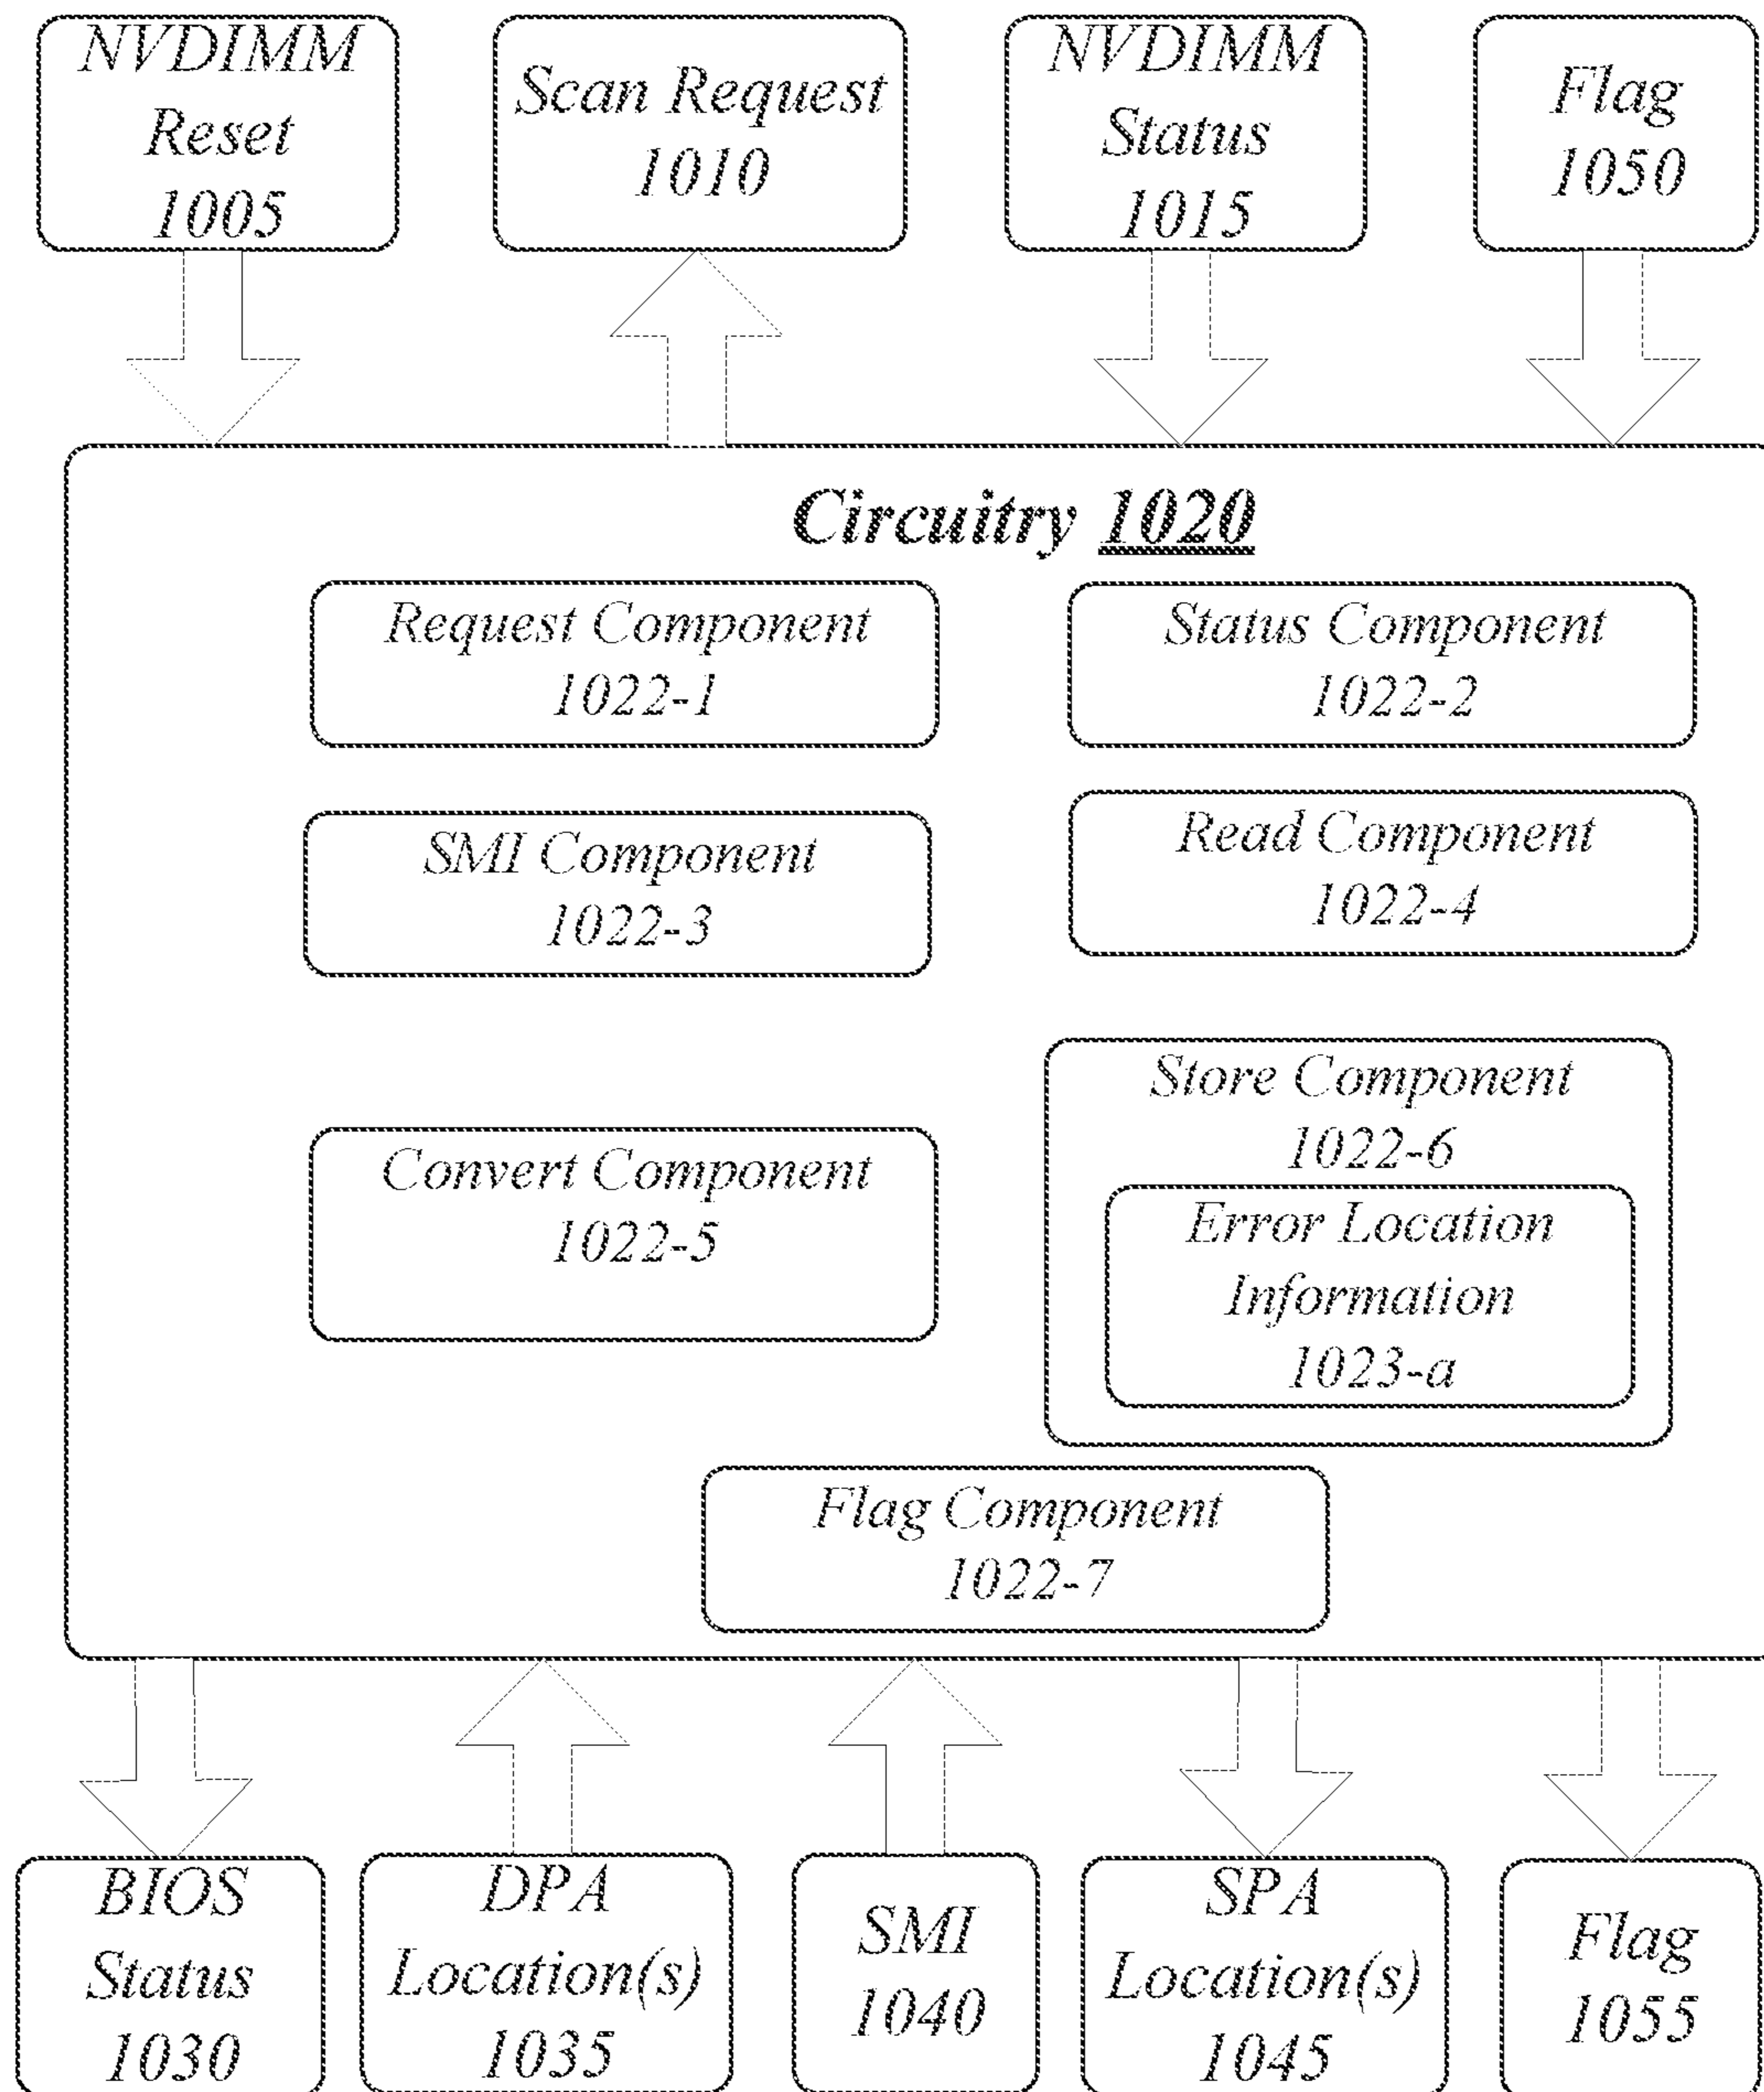 NVDIMM
Reset
1005
Scan Request
1010
NVDIMM
Status
1015
Flag
1050
Circuitry 1020
Request Component
1022-1
Status Component
1022-2
SMI Component
1022-3
Read Component
1022-4
Convert Component
1022-5
Store Component
1022-6
Error Location
Information
1023-a
Flag Component
1022-7
BIOS
Status
1030
DPA
Location(s)
1035
SMI
1040
SPA
Location(s)
1045
Flag
1055